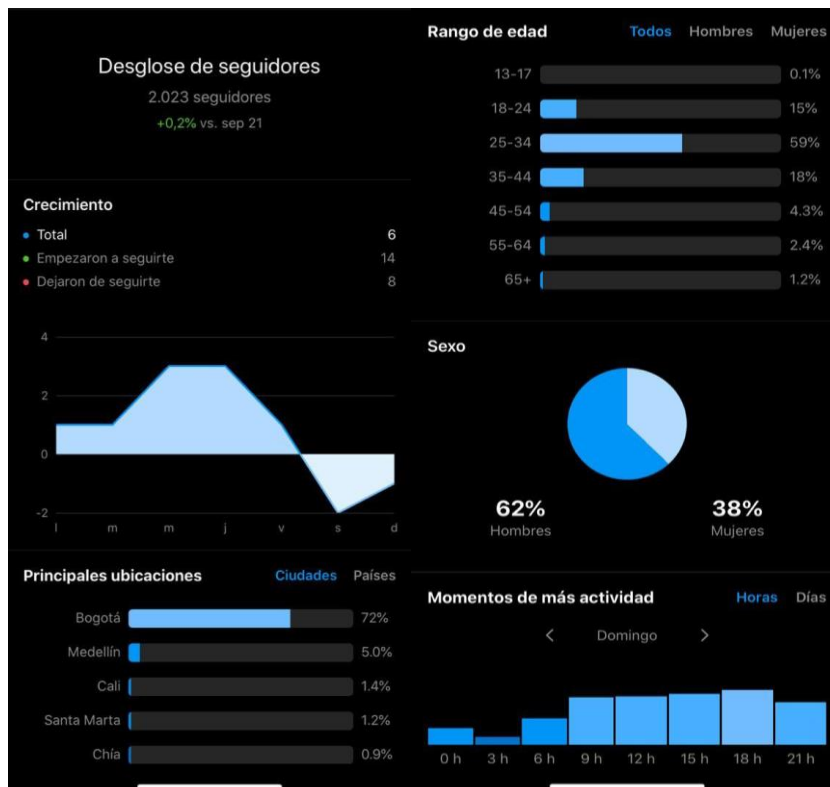 Desglose de seguidores
2.023 seguidores
+0,2% vs. sep 21
Crecimiento
Total 6
Empezaron a seguirte 14
Dejaron de seguirte 8
4
2
0
-2
l m m j v s d
Principales ubicaciones Ciudades Países
Bogotá 72%
Medellín 5.0%
Cali 1.4%
Santa Marta 1.2%
Chía 0.9%
Rango de edad Todos Hombres Mujeres
13-17 0.1%
18-24 15%
25-34 59%
35-44 18%
45-54 4.3%
55-64 2.4%
65+ 1.2%
Sexo
62% 38%
Hombres Mujeres
Momentos de más actividad Horas Días
< Domingo >
0 h 3 h 6 h 9 h 12 h 15 h 18 h 21 h